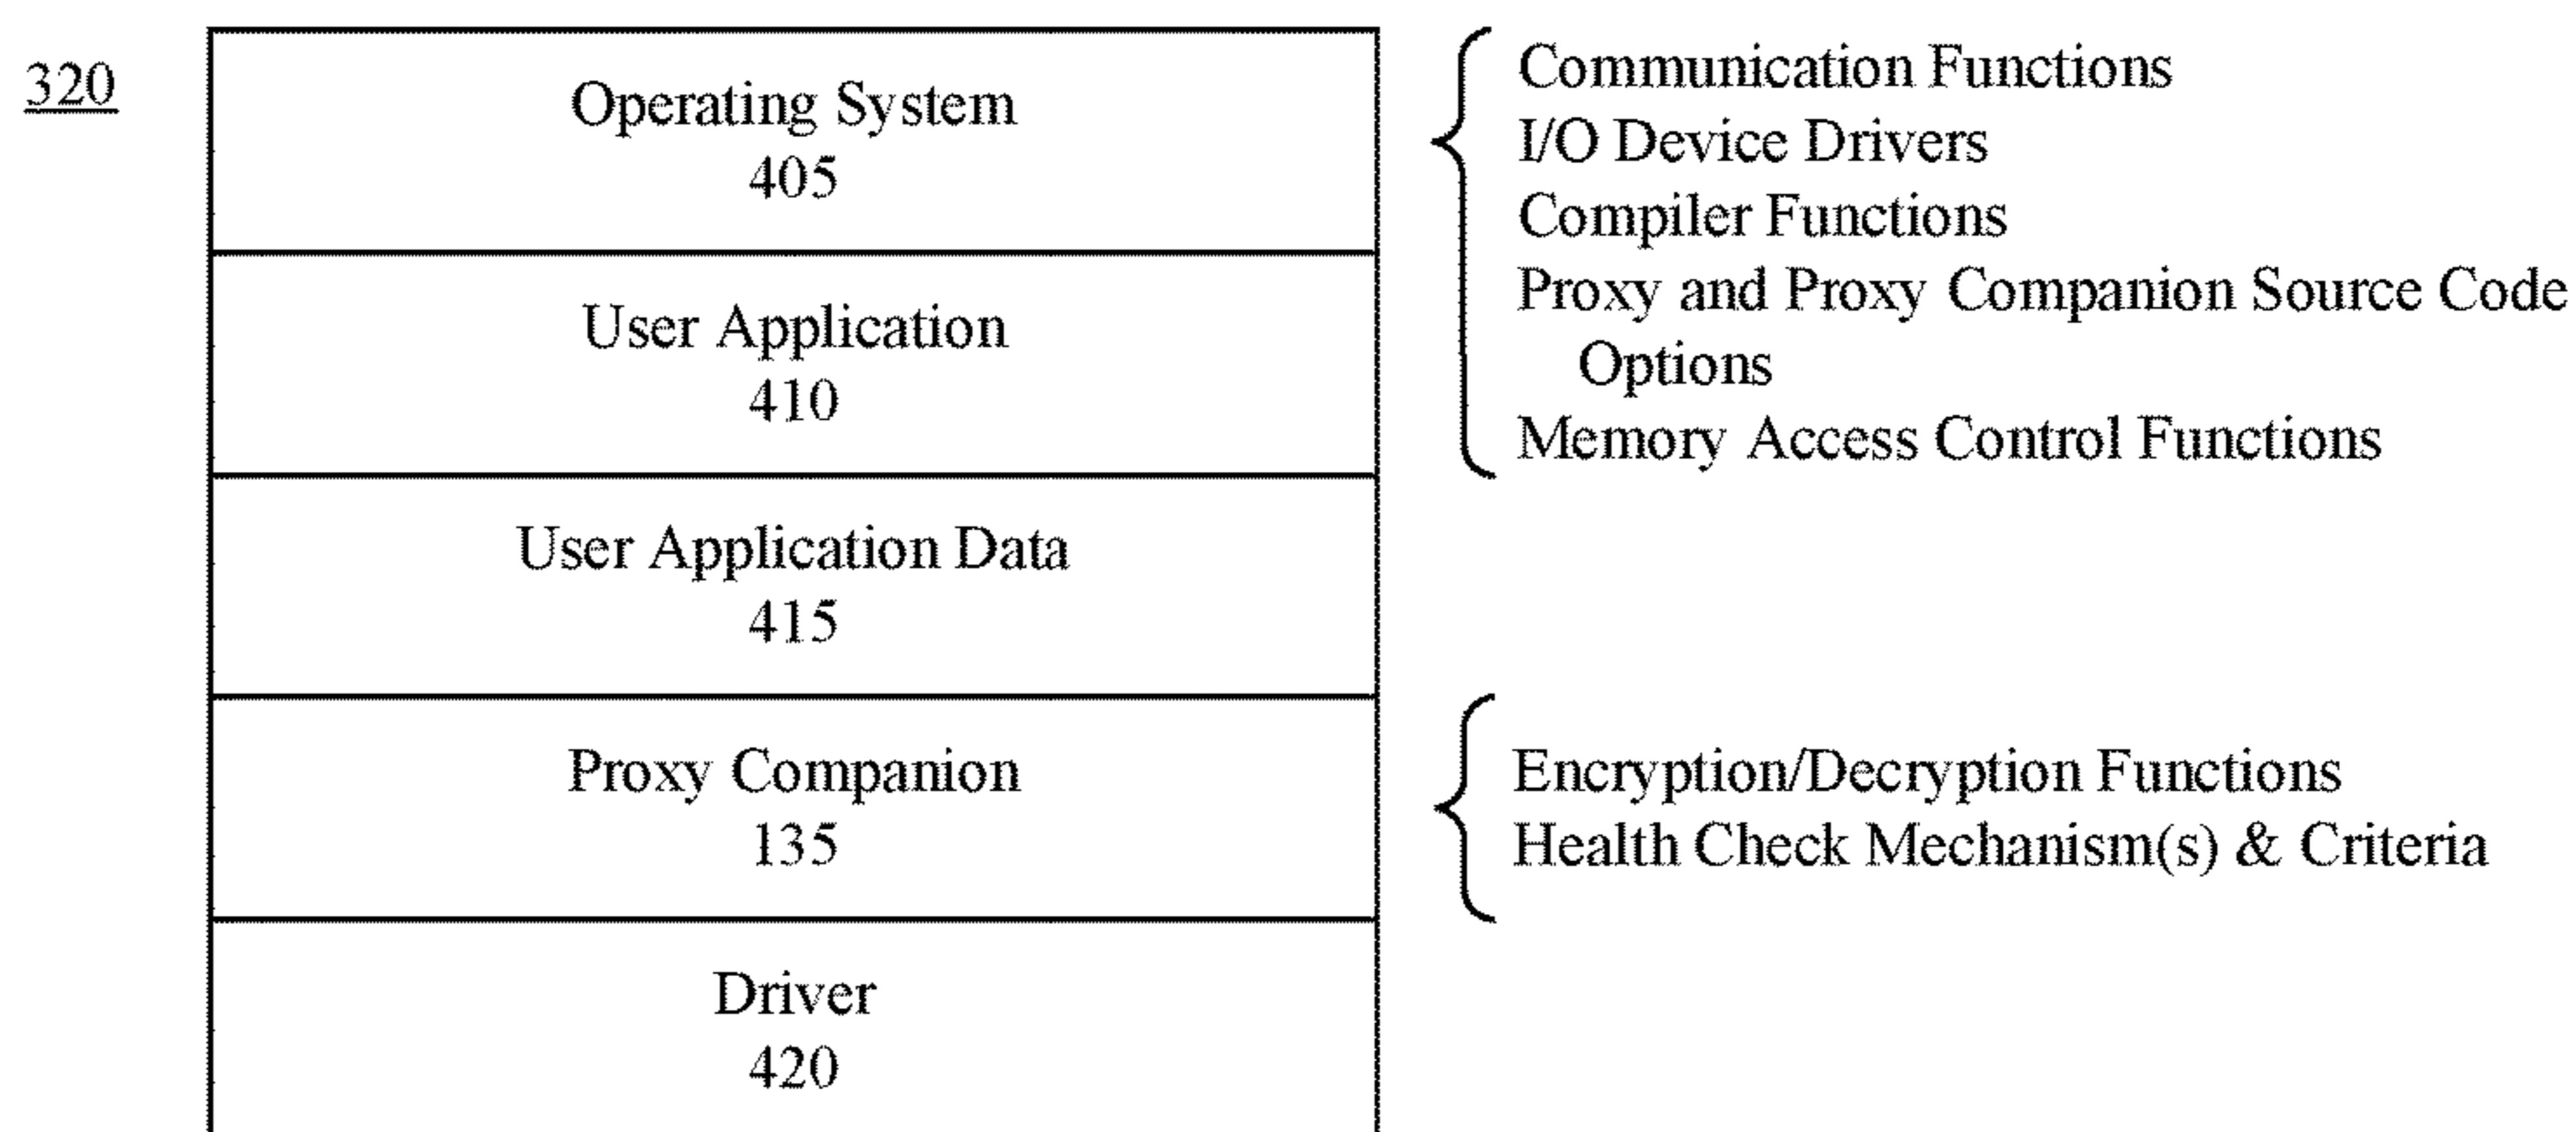 320
Operating System
405
User Application
410
User Application Data
415
Proxy Companion
135
Driver
420
Communication Functions
I/O Device Drivers
Compiler Functions
Proxy and Proxy Companion Source Code
Options
Memory Access Control Functions
Encryption/Decryption Functions
Health Check Mechanism(s) & Criteria